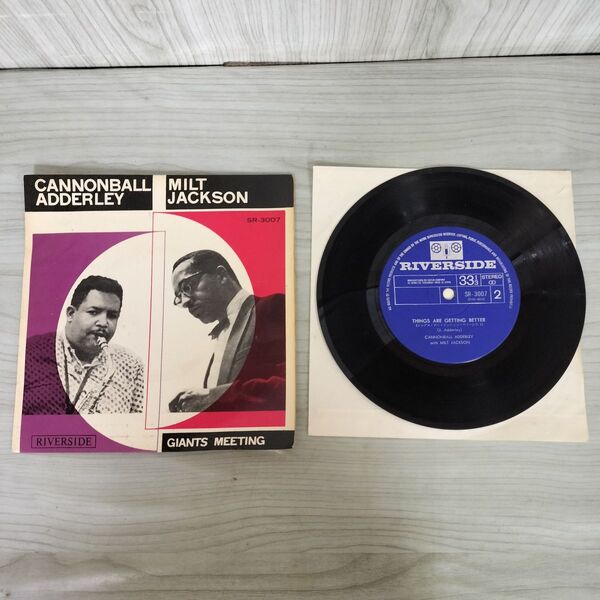 CANNONBALL
ADDERLEY
MILT
JACKSON
SR-3007
RIVERSIDE
GIANTS MEETING
RIVERSIDE
33⅓
STEREO
SR-3007
2
THINGS ARE GETTING BETTER
(J. Adderley)
CANNONBALL ADDERLEY
with MILT JACKSON